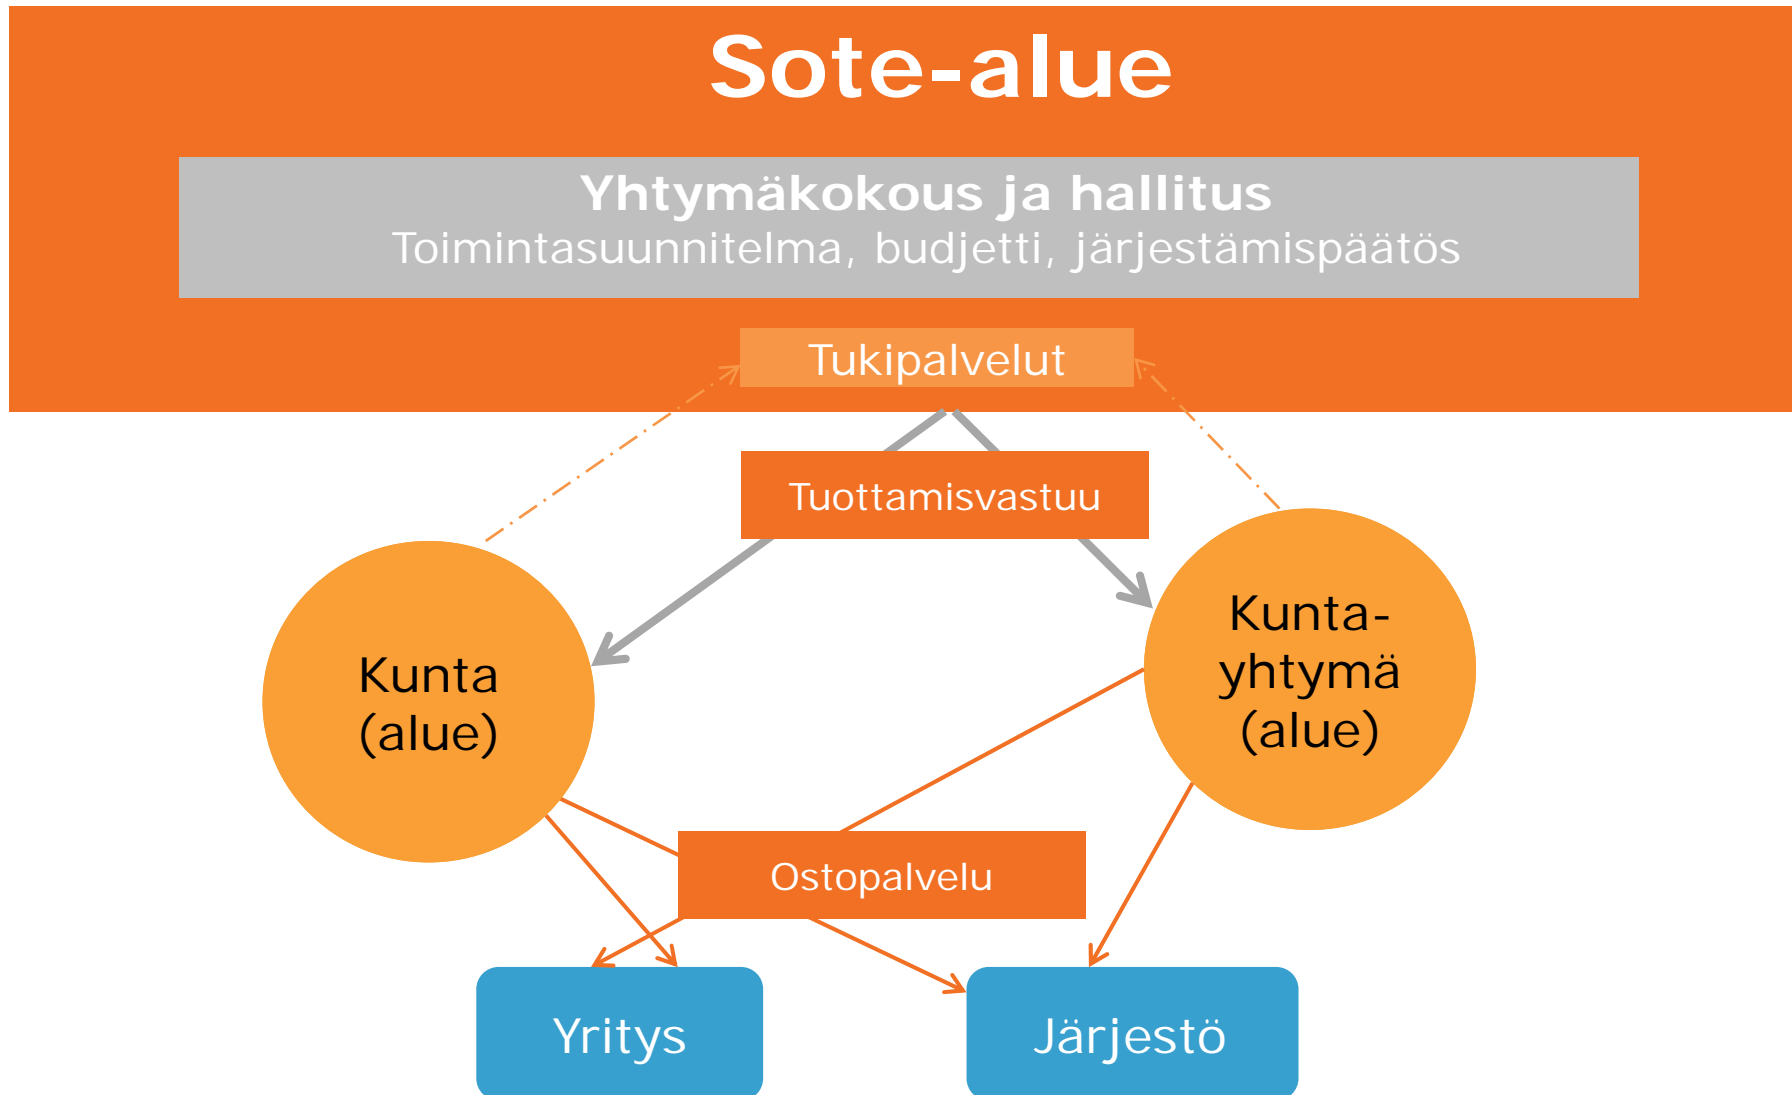 Sote-alue
Yhtymäkokous ja hallitus
Toimintasuunnitelma, budjetti, järjestämispäätös
Tukipalvelut
Tuottamisvastuu
Kunta
(alue)
Kunta-
yhtymä
(alue)
Ostopalvelu
Yritys
Järjestö